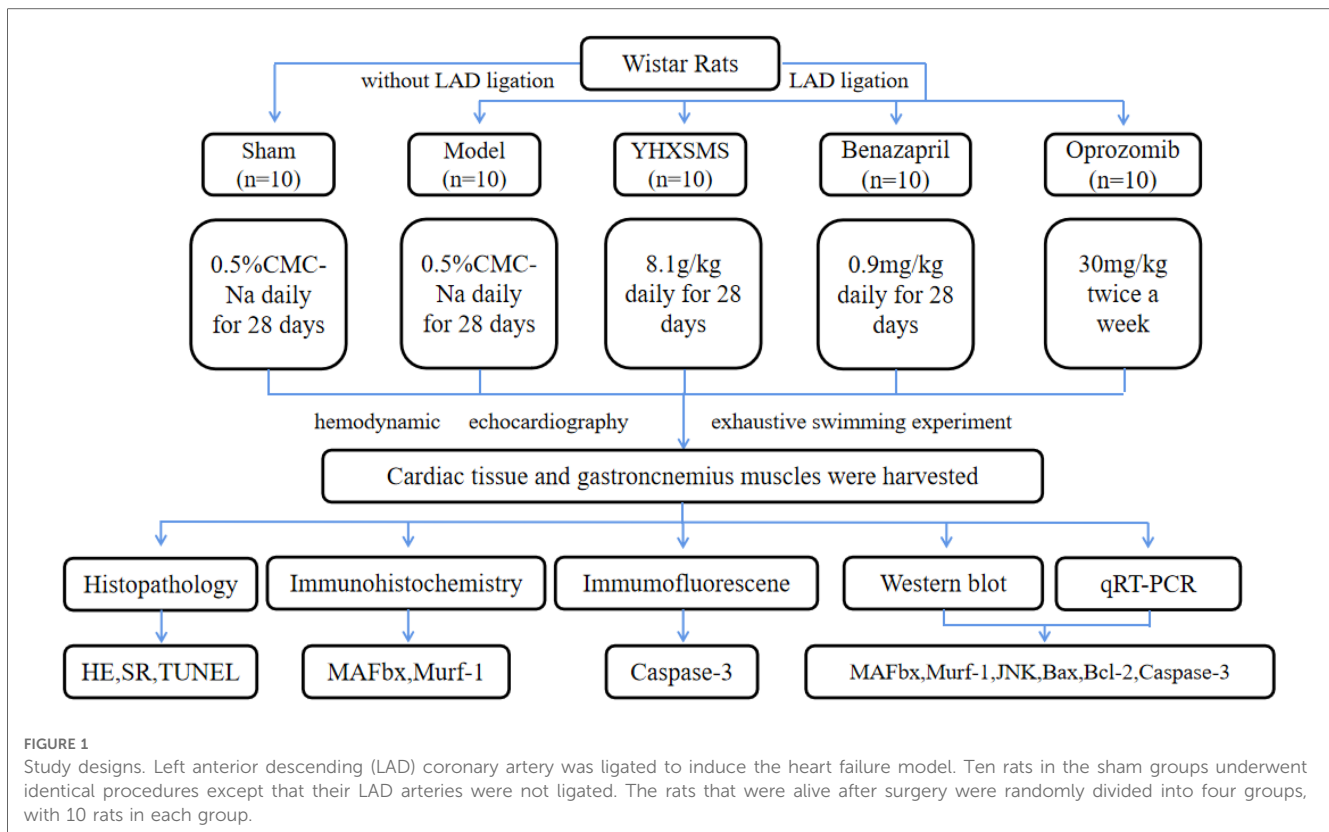 Wistar Rats
without LAD ligation
LAD ligation
Sham
(n=10)
Model
(n=10)
YHXSMS
(n=10)
Benazapril
(n=10)
Oprozomib
(n=10)
0.5%CMC-
Na daily
for 28 days
0.5%CMC-
Na daily
for 28 days
8.1g/kg
daily for 28
days
0.9mg/kg
daily for 28
days
30mg/kg
twice a
week
hemodynamic echocardiography exhaustive swimming experiment
Cardiac tissue and gastroncnemius muscles were harvested
Histopathology
Immunohistochemistry
Immumofluorescene
Western blot
qRT-PCR
HE,SR,TUNEL
MAFbx,Murf-1
Caspase-3
MAFbx,Murf-1,JNK,Bax,Bcl-2,Caspase-3
FIGURE 1
Study designs. Left anterior descending (LAD) coronary artery was ligated to induce the heart failure model. Ten rats in the sham groups underwent
identical procedures except that their LAD arteries were not ligated. The rats that were alive after surgery were randomly divided into four groups,
with 10 rats in each group.